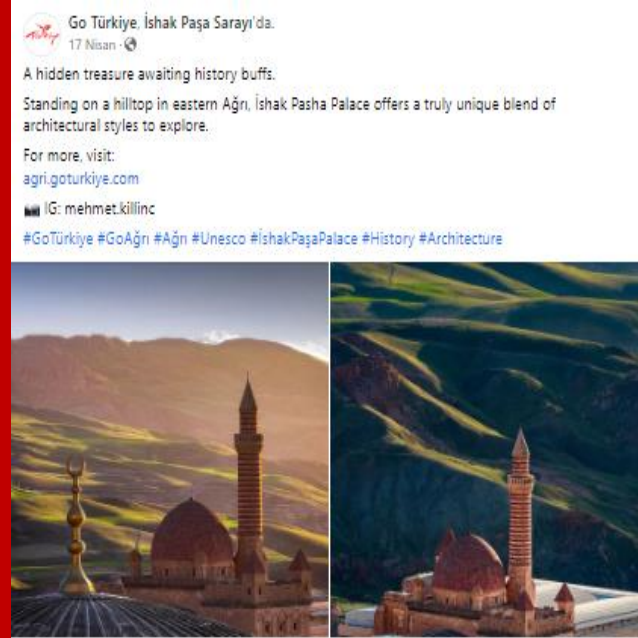 Go Türkiye, İshak Paşa Sarayı'da.
17 Nisan ·
A hidden treasure awaiting history buffs.
Standing on a hilltop in eastern Ağrı, İshak Pasha Palace offers a truly unique blend of
architectural styles to explore.
For more, visit:
agri.goturkiye.com
📷 IG: mehmet.killinc
#GoTürkiye #GoAğrı #Ağrı #Unesco #İshakPaşaPalace #History #Architecture